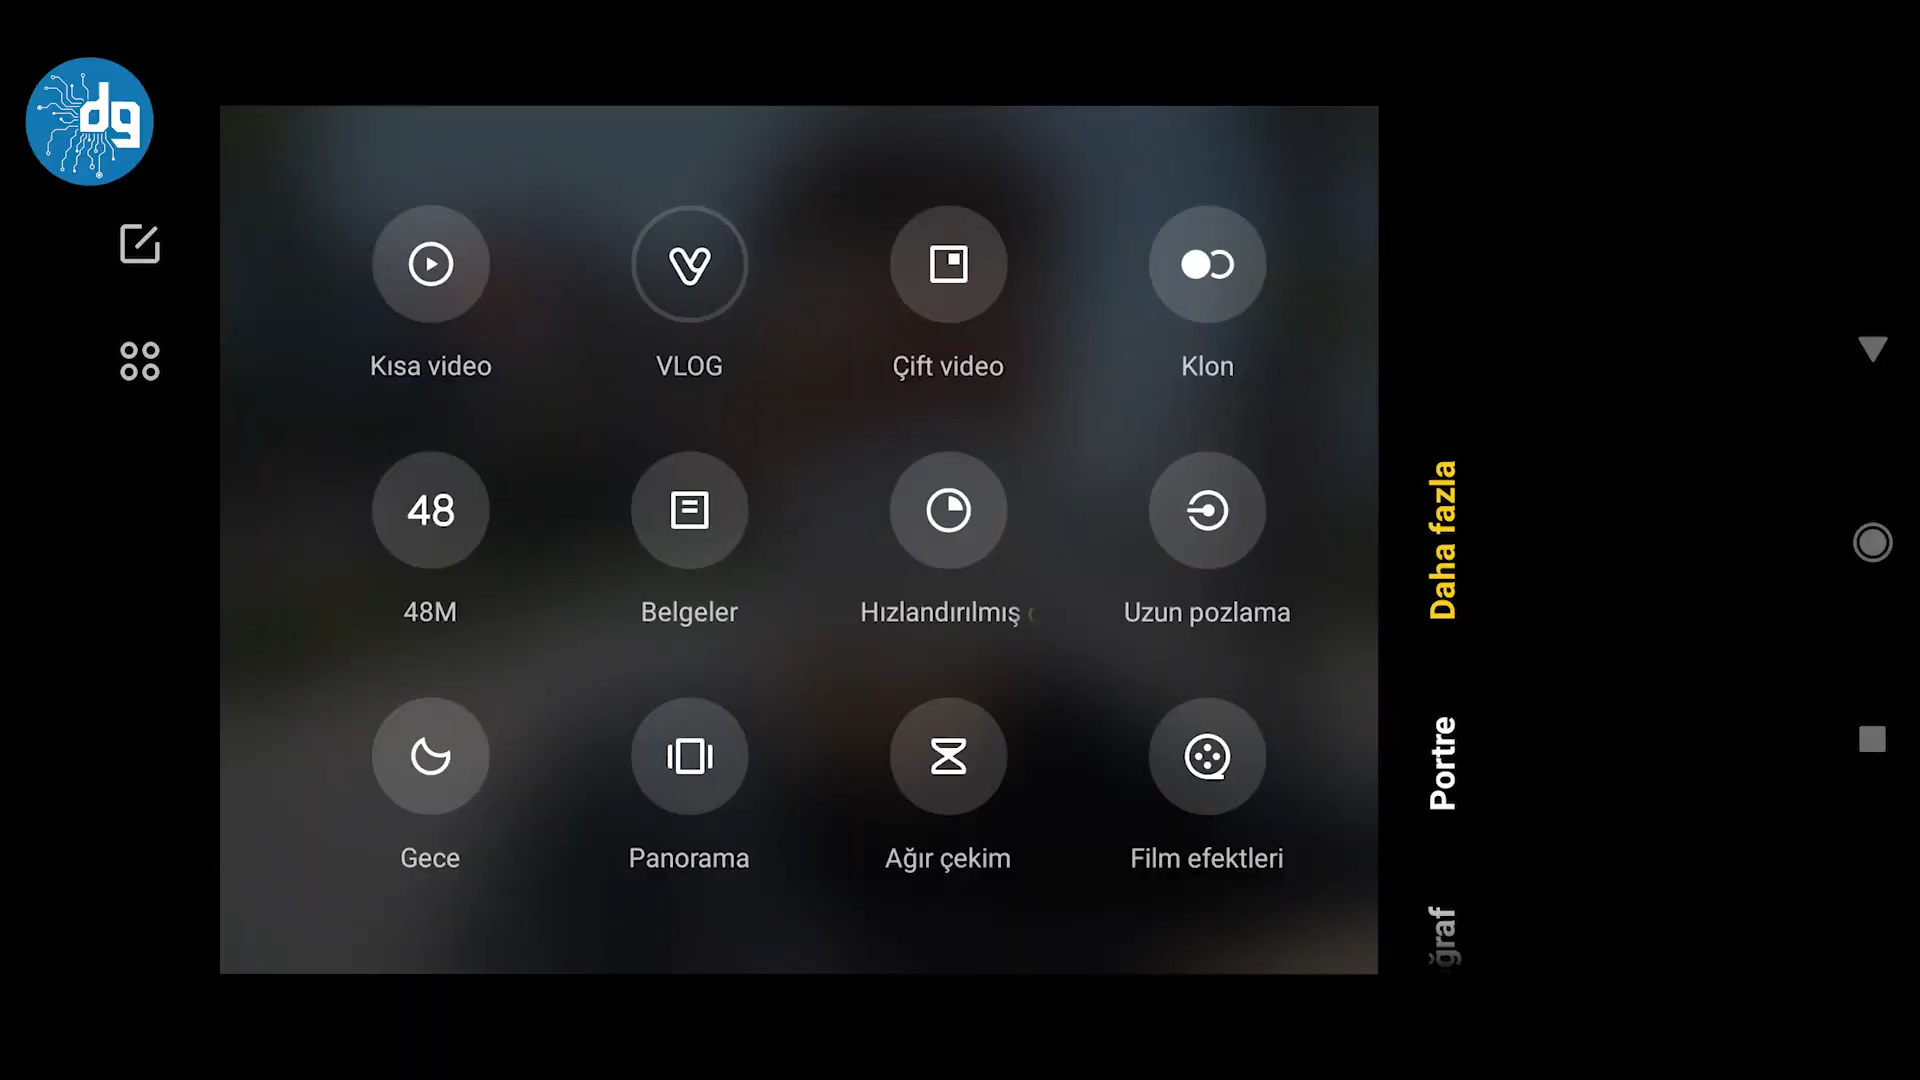 dg
Kısa video
VLOG
Çift video
Klon
48
48M
Belgeler
Hızlandırılmış
Uzun pozlama
Gece
Panorama
Ağır çekim
Film efektleri
Daha fazla
Portre
ğraf